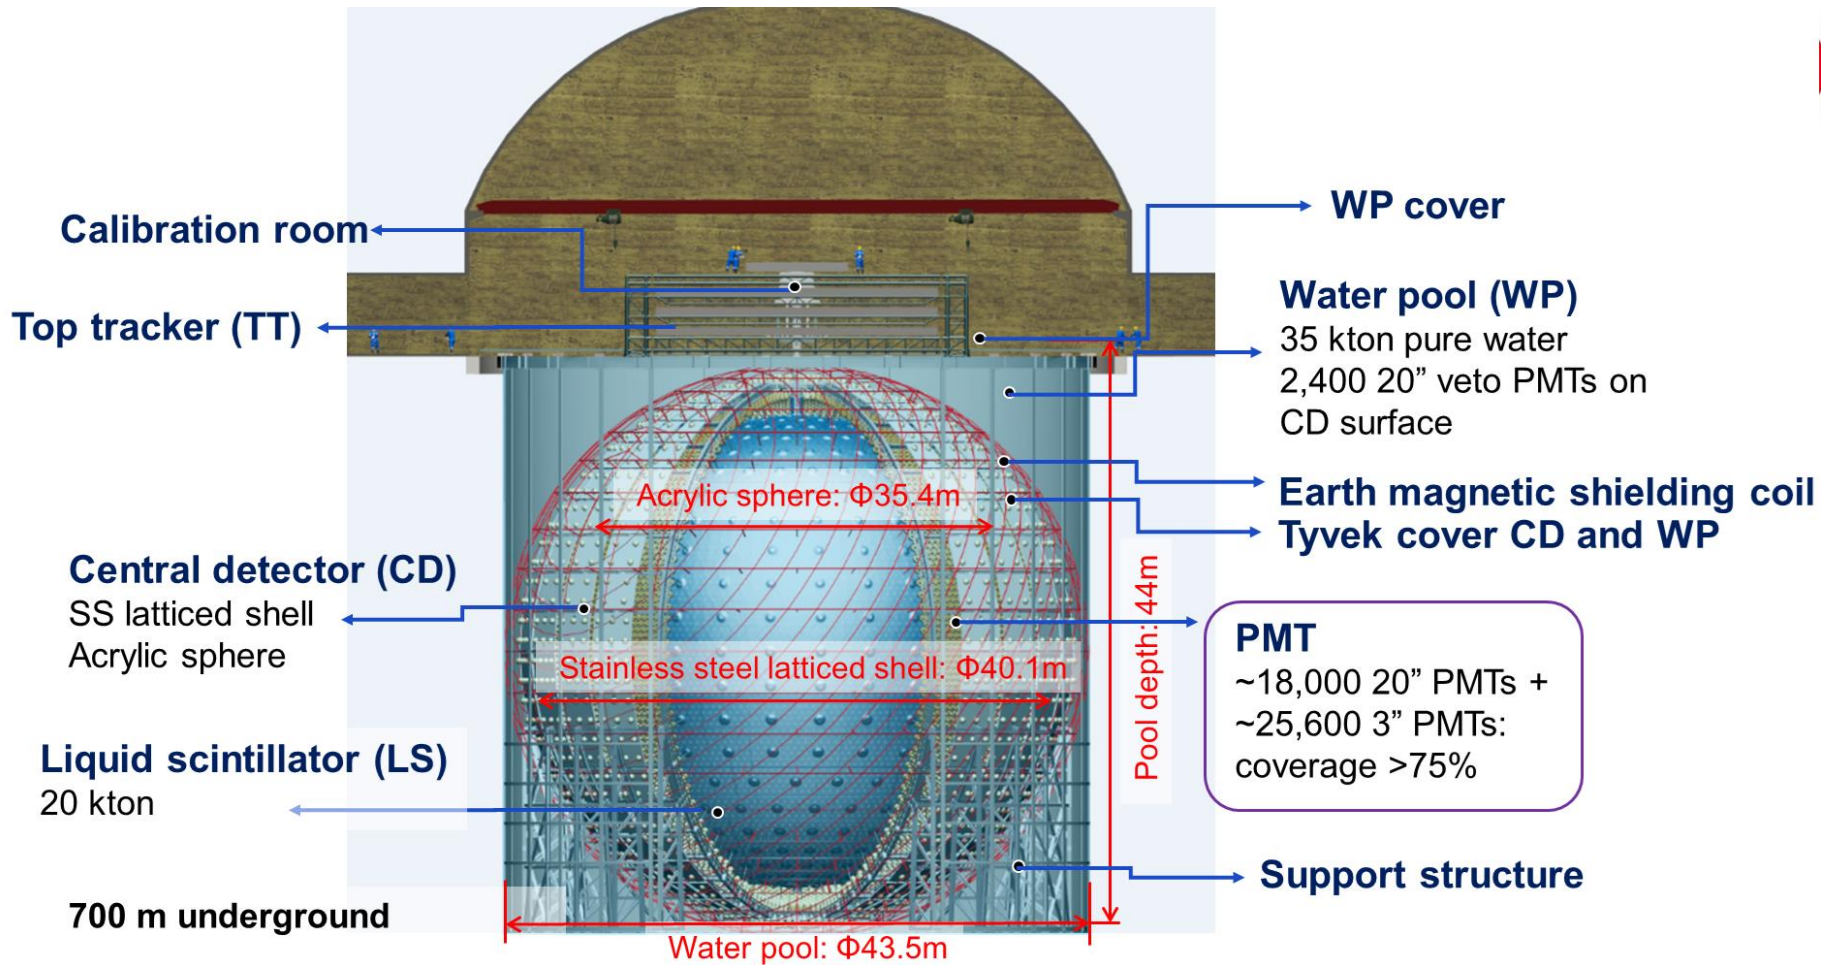 Calibration room
Top tracker (TT)
Central detector (CD)
SS latticed shell
Acrylic sphere
Liquid scintillator (LS)
20 kton
700 m underground
Acrylic sphere: Φ35.4m
Stainless steel latticed shell: Φ40.1m
Water pool: Φ43.5m
Pool depth: 44m
WP cover
Water pool (WP)
35 kton pure water
2,400 20” veto PMTs on
CD surface
Earth magnetic shielding coil
Tyvek cover CD and WP
PMT
~18,000 20” PMTs +
~25,600 3” PMTs:
coverage >75%
Support structure